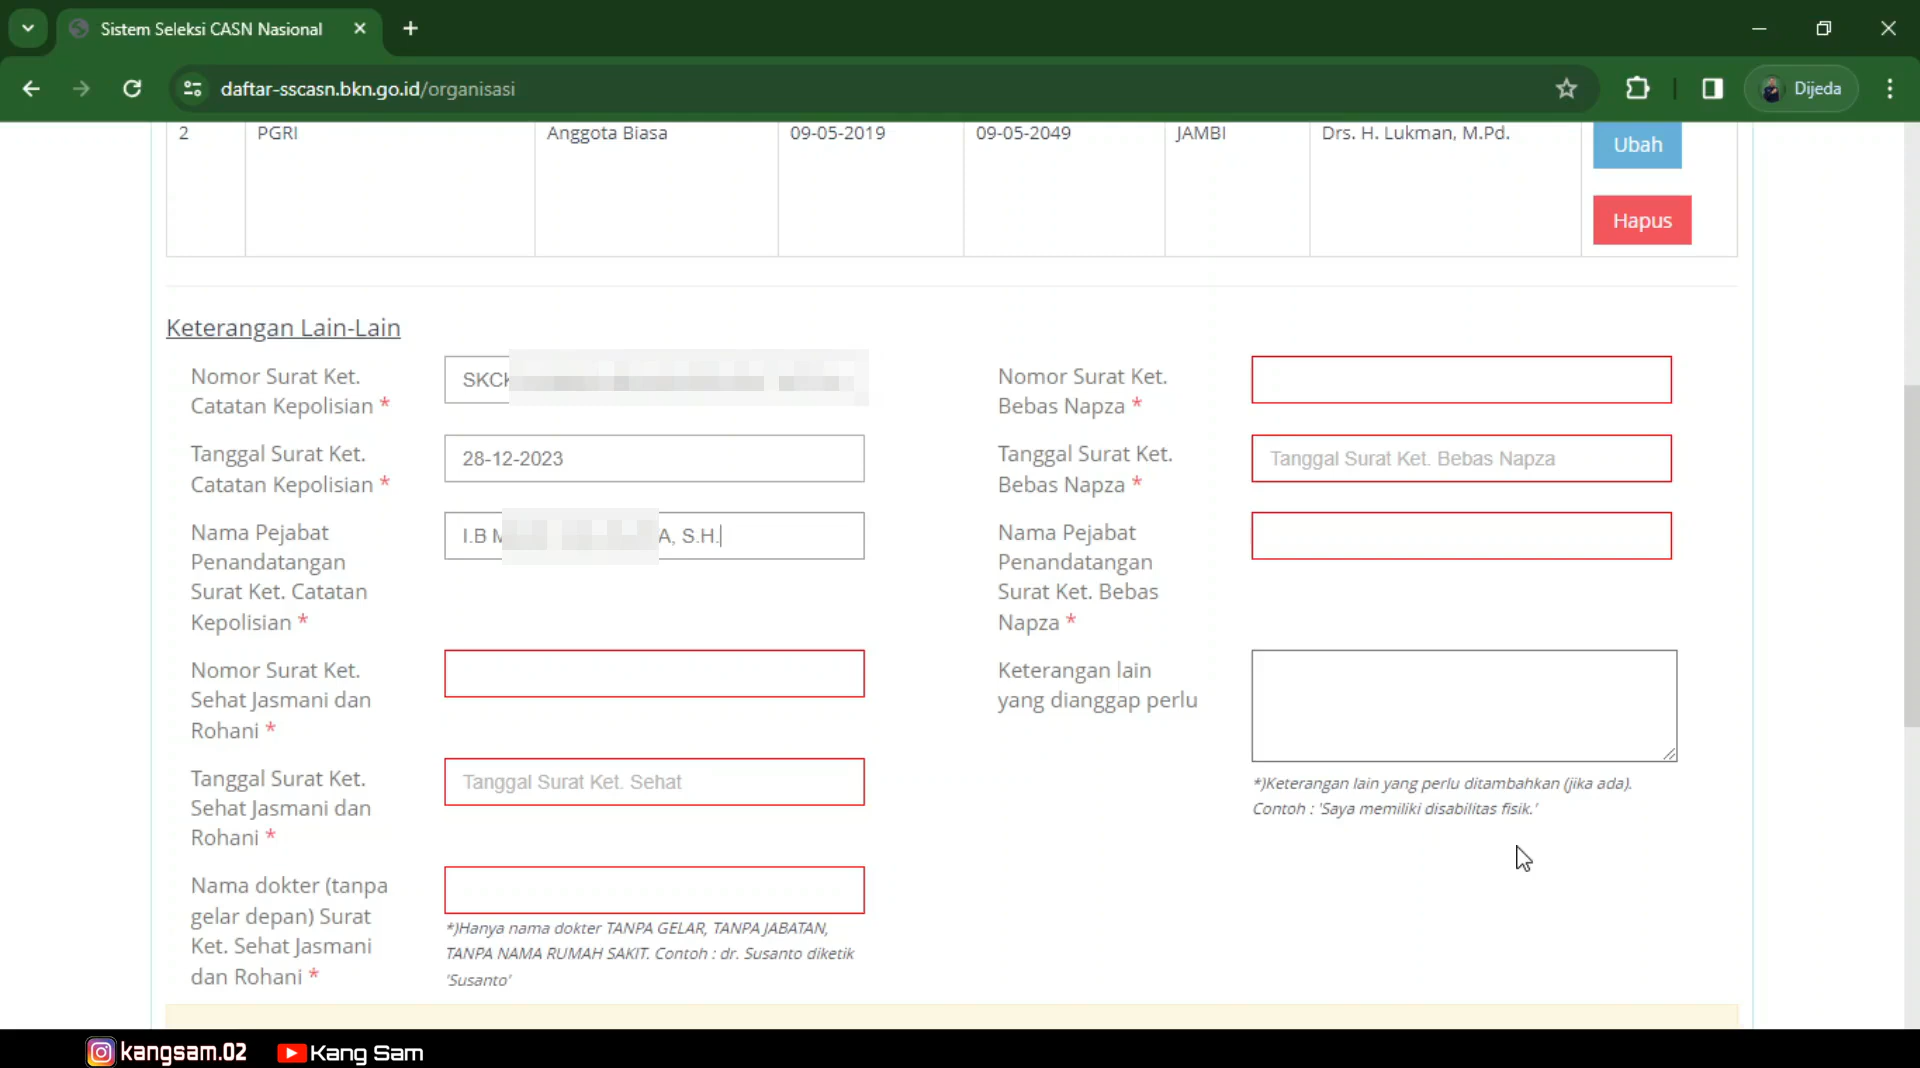 Sistem Seleksi CASN Nasional
daftar-sscasn.bkn.go.id/organisasi
Dijeda
2 PGRI Anggota Biasa 09-05-2019 09-05-2049 JAMBI Drs. H. Lukman, M.Pd. Ubah
Hapus
Keterangan Lain-Lain
Nomor Surat Ket.
Catatan Kepolisian *
SKCK
Tanggal Surat Ket.
Catatan Kepolisian *
28-12-2023
Nama Pejabat
Penandatangan
Surat Ket. Catatan
Kepolisian *
I.B A, S.H.
Nomor Surat Ket.
Sehat Jasmani dan
Rohani *
Tanggal Surat Ket.
Sehat Jasmani dan
Rohani *
Tanggal Surat Ket. Sehat
Nama dokter (tanpa
gelar depan) Surat
Ket. Sehat Jasmani
dan Rohani *
*)Hanya nama dokter TANPA GELAR, TANPA JABATAN,
TANPA NAMA RUMAH SAKIT. Contoh : dr. Susanto diketik
'Susanto'
Nomor Surat Ket.
Bebas Napza *
Tanggal Surat Ket.
Bebas Napza *
Tanggal Surat Ket. Bebas Napza
Nama Pejabat
Penandatangan
Surat Ket. Bebas
Napza *
Keterangan lain
yang dianggap perlu
*)Keterangan lain yang perlu ditambahkan (jika ada).
Contoh : 'Saya memiliki disabilitas fisik.'
kangsam.02 Kang Sam